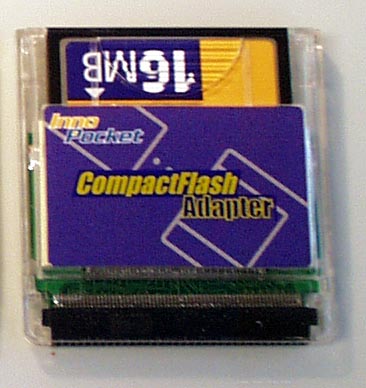 16MB
Inno
Pocket
CompactFlash
Adapter